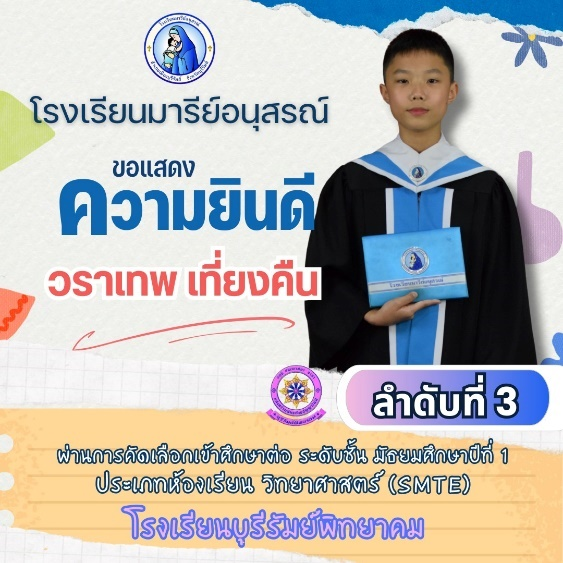 โรงเรียนมารีย์อนุสรณ์
ขอแสดง
ความยินดี
วราเทพ เที่ยงคืน
ลำดับที่ 3
ผ่านการคัดเลือกเข้าศึกษาต่อ ระดับชั้น มัธยมศึกษาปีที่ 1
ประเภทห้องเรียน วิทยาศาสตร์ (SMTE)
โรงเรียนบุรีรัมย์พิทยาคม